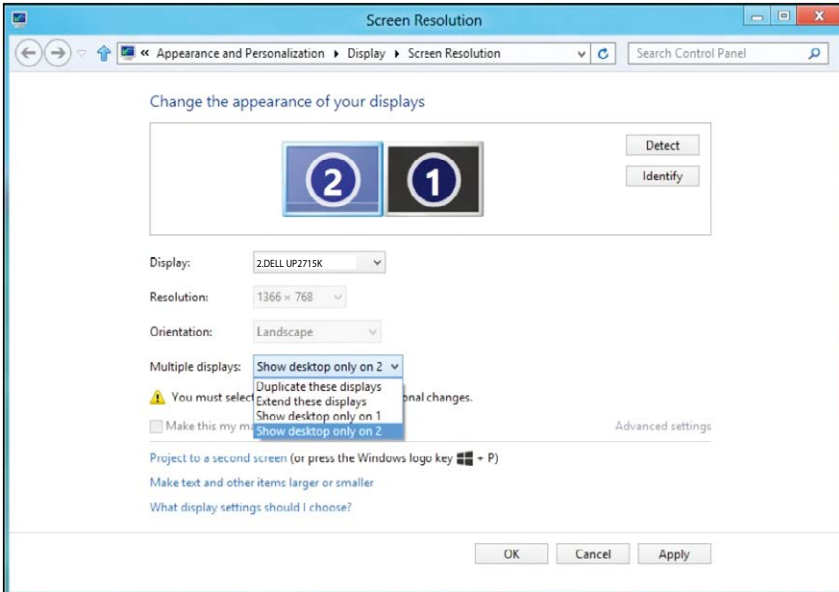 Screen Resolution
X
« Appearance and Personalization Display Screen Resolution
Search Control Panel
Change the appearance of your displays
2 1
Detect
Identify
Display: 2.DELL UP2715K
Resolution: 1366 × 768
Orientation: Landscape
Multiple displays: Show desktop only on 2
Duplicate these displays
Extend these displays
Show desktop only on 1
Show desktop only on 2
You must select nal changes.
Make this my m
Advanced settings
Project to a second screen (or press the Windows logo key + P)
Make text and other items larger or smaller
What display settings should I choose?
OK Cancel Apply